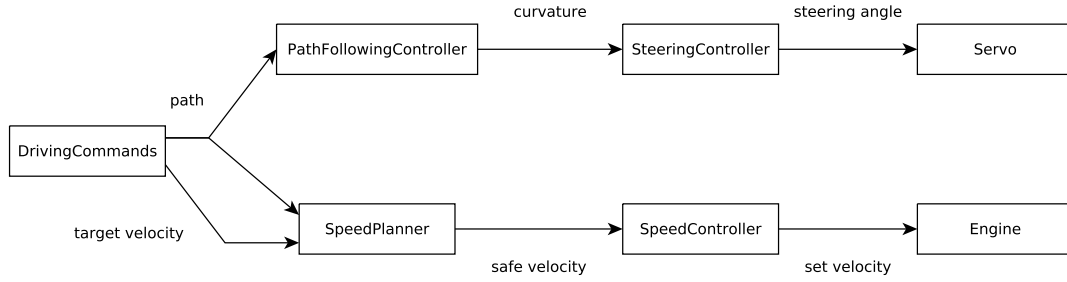 curvature
steering angle
PathFollowingController
SteeringController
Servo
path
DrivingCommands
target velocity
SpeedPlanner
SpeedController
Engine
safe velocity
set velocity